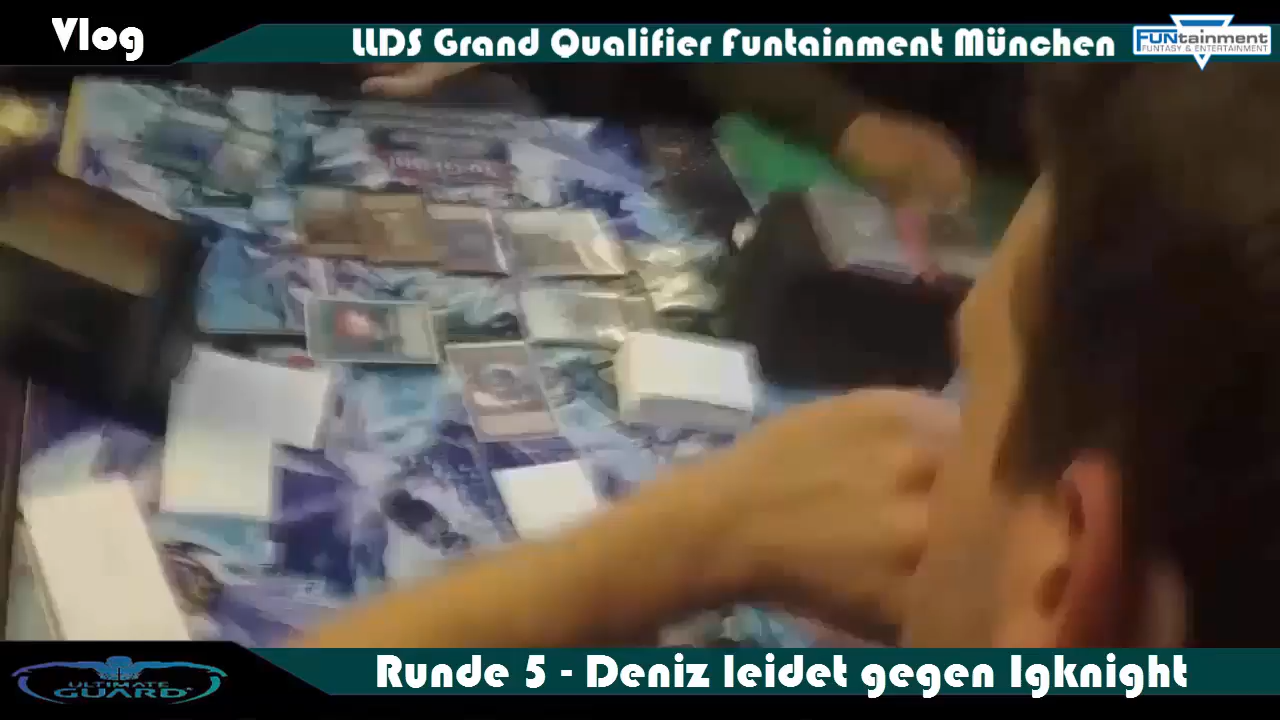 Vlog
LLDS Grand Qualifier Funtainment München
FUNtainment
FUNTASY & ENTERTAINMENT
ULTIMATE
GUARD
Runde 5 - Deniz leidet gegen Igknight